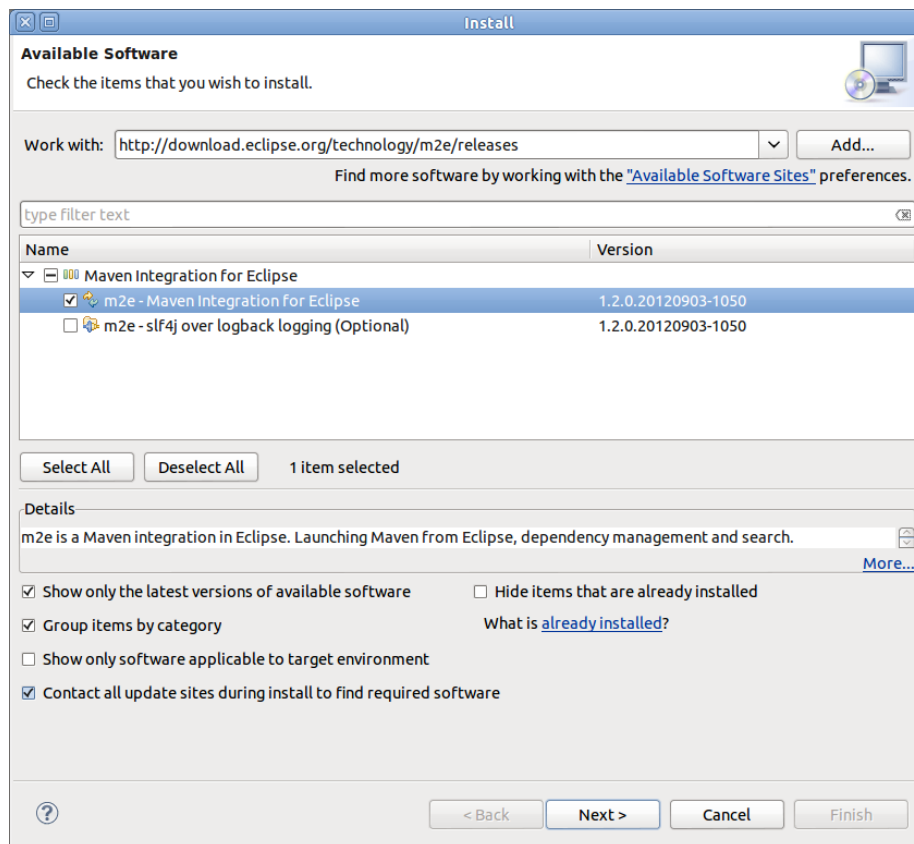 Install
Available Software
Check the items that you wish to install.
Work with: http://download.eclipse.org/technology/m2e/releases Add...
Find more software by working with the "Available Software Sites" preferences.
type filter text
Name Version
Maven Integration for Eclipse
m2e - Maven Integration for Eclipse 1.2.0.20120903-1050
m2e - slf4j over logback logging (Optional) 1.2.0.20120903-1050
Select All Deselect All 1 item selected
Details
m2e is a Maven integration in Eclipse. Launching Maven from Eclipse, dependency management and search.
More...
Show only the latest versions of available software Hide items that are already installed
Group items by category What is already installed?
Show only software applicable to target environment
Contact all update sites during install to find required software
? < Back Next > Cancel Finish